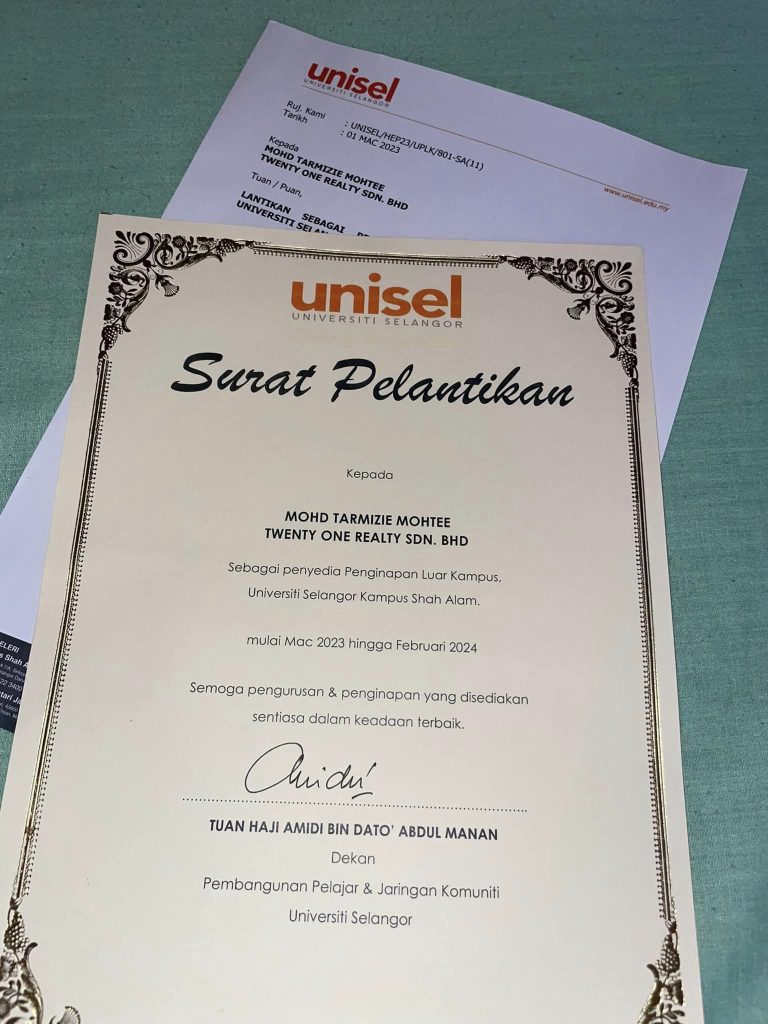 unisel
UNIVERSITI SELANGOR
Ruj. Kami : UNISEL/HEP23/UPLK/801-SA(11)
Tarikh : 01 MAC 2023
www.unisel.edu.my
Kepada
MOHD TARMIZIE MOHTEE
TWENTY ONE REALTY SDN. BHD
Tuan / Puan,
LANTIKAN SEBAGAI
UNIVERSITI
unisel
UNIVERSITI SELANGOR
Surat Pelantikan
Kepada
MOHD TARMIZIE MOHTEE
TWENTY ONE REALTY SDN. BHD
Sebagai penyedia Penginapan Luar Kampus,
Universiti Selangor Kampus Shah Alam.
mulai Mac 2023 hingga Februari 2024
Semoga pengurusan & penginapan yang disediakan
sentiasa dalam keadaan terbaik.
TUAN HAJI AMIDI BIN DATO' ABDUL MANAN
Dekan
Pembangunan Pelajar & Jaringan Komuniti
Universiti Selangor